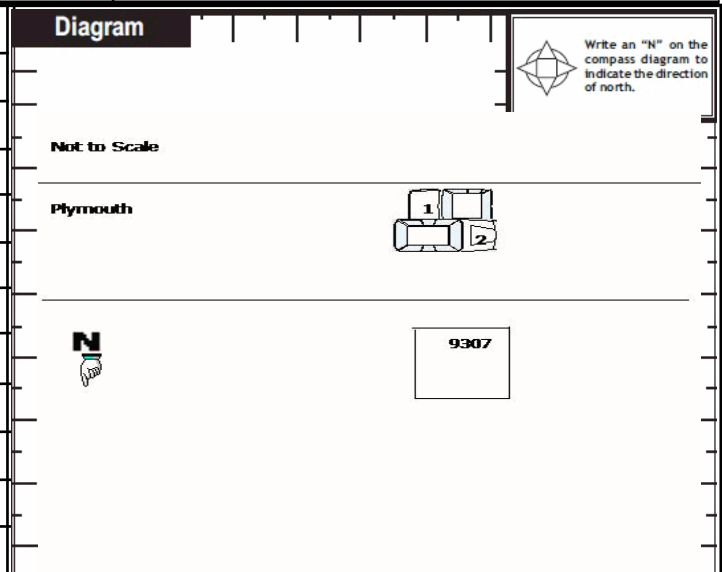 Diagram
Write an “N” on the
compass diagram to
indicate the direction
of north.
Not to Scale
Plymouth
1
2
N
9307